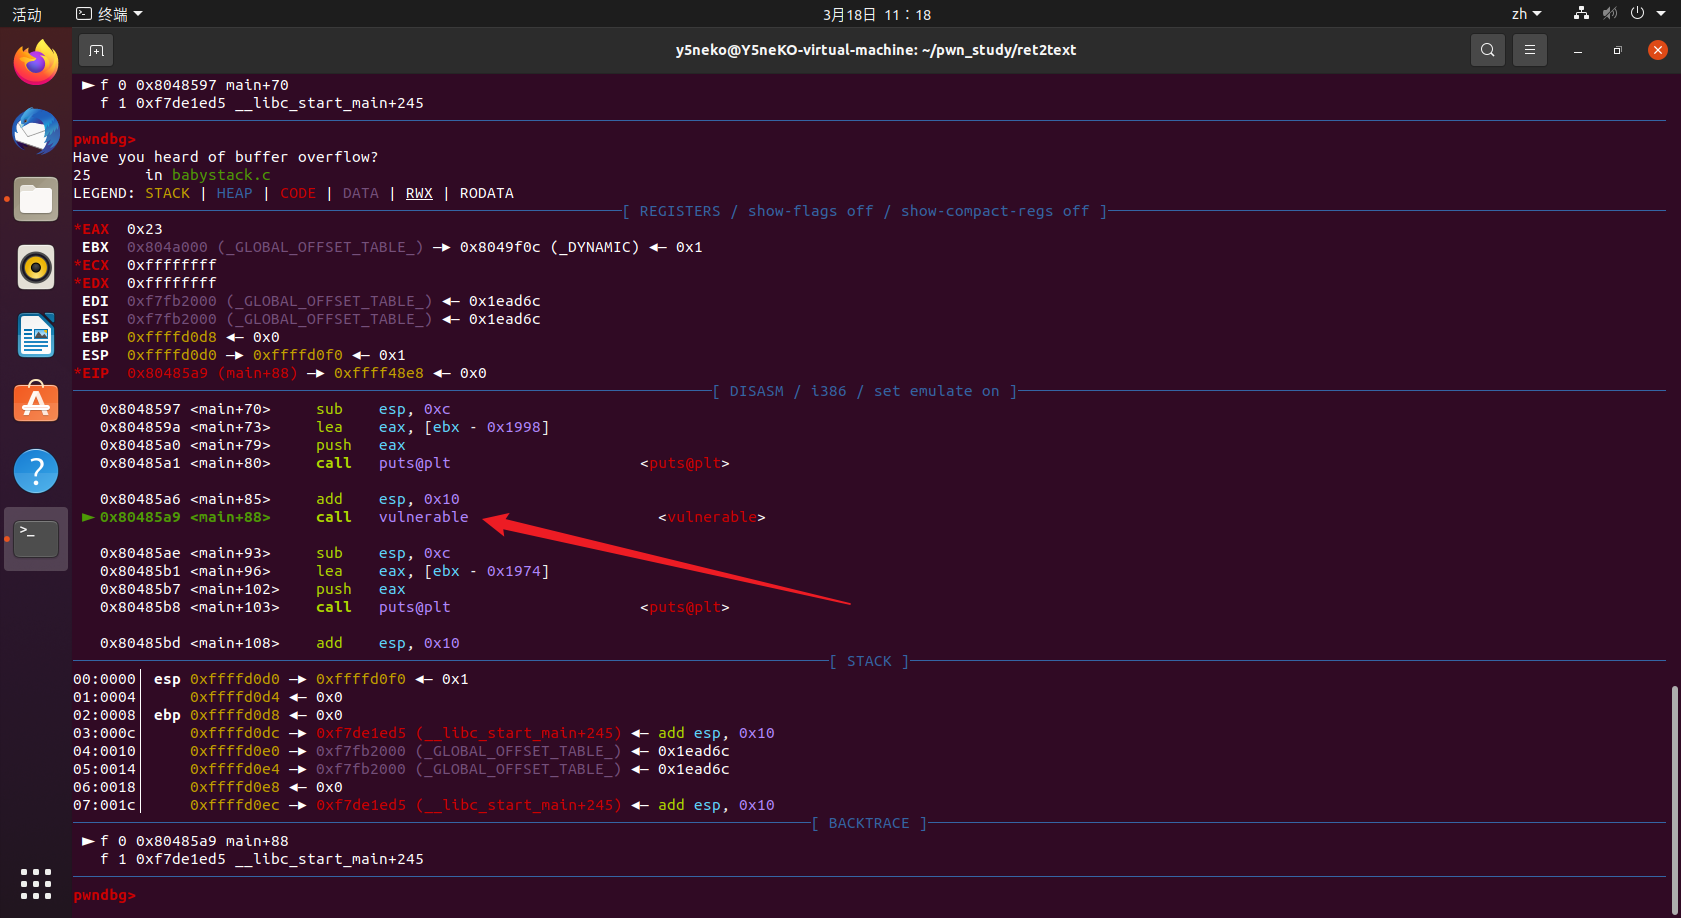 活动 终端 3月18日 11：18 zh
y5neko@Y5neKO-virtual-machine: ~/pwn_study/ret2text
► f 0 0x8048597 main+70
f 1 0xf7de1ed5 __libc_start_main+245
pwndbg>
Have you heard of buffer overflow?
25 in babystack.c
LEGEND: STACK | HEAP | CODE | DATA | RWX | RODATA
[ REGISTERS / show-flags off / show-compact-regs off ]
*EAX 0x23
EBX 0x804a000 (_GLOBAL_OFFSET_TABLE_) —► 0x8049f0c (_DYNAMIC) ◄— 0x1
*ECX 0xffffffff
*EDX 0xffffffff
EDI 0xf7fb2000 (_GLOBAL_OFFSET_TABLE_) ◄— 0x1ead6c
ESI 0xf7fb2000 (_GLOBAL_OFFSET_TABLE_) ◄— 0x1ead6c
EBP 0xffffd0d8 ◄— 0x0
ESP 0xffffd0d0 —► 0xffffd0f0 ◄— 0x1
*EIP 0x80485a9 (main+88) —► 0xffff48e8 ◄— 0x0
[ DISASM / i386 / set emulate on ]
0x8048597 <main+70> sub esp, 0xc
0x804859a <main+73> lea eax, [ebx - 0x1998]
0x80485a0 <main+79> push eax
0x80485a1 <main+80> call puts@plt <puts@plt>
0x80485a6 <main+85> add esp, 0x10
► 0x80485a9 <main+88> call vulnerable <vulnerable>
0x80485ae <main+93> sub esp, 0xc
0x80485b1 <main+96> lea eax, [ebx - 0x1974]
0x80485b7 <main+102> push eax
0x80485b8 <main+103> call puts@plt <puts@plt>
0x80485bd <main+108> add esp, 0x10
[ STACK ]
00:0000│ esp 0xffffd0d0 —► 0xffffd0f0 ◄— 0x1
01:0004│ 0xffffd0d4 ◄— 0x0
02:0008│ ebp 0xffffd0d8 ◄— 0x0
03:000c│ 0xffffd0dc —► 0xf7de1ed5 (__libc_start_main+245) ◄— add esp, 0x10
04:0010│ 0xffffd0e0 —► 0xf7fb2000 (_GLOBAL_OFFSET_TABLE_) ◄— 0x1ead6c
05:0014│ 0xffffd0e4 —► 0xf7fb2000 (_GLOBAL_OFFSET_TABLE_) ◄— 0x1ead6c
06:0018│ 0xffffd0e8 ◄— 0x0
07:001c│ 0xffffd0ec —► 0xf7de1ed5 (__libc_start_main+245) ◄— add esp, 0x10
[ BACKTRACE ]
► f 0 0x80485a9 main+88
f 1 0xf7de1ed5 __libc_start_main+245
pwndbg>